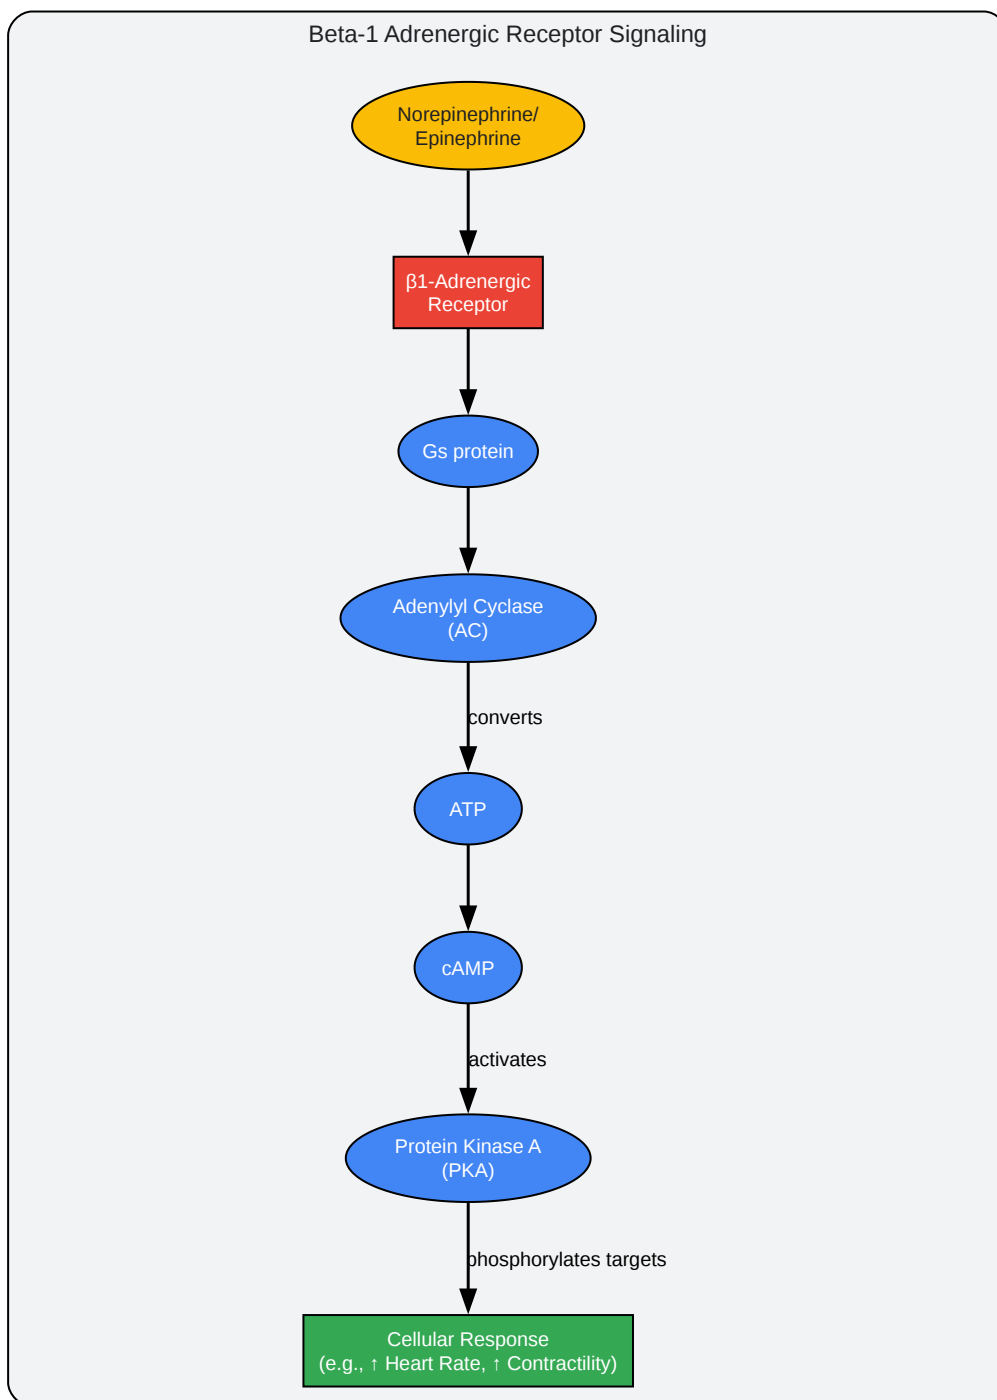 Beta-1 Adrenergic Receptor Signaling
Norepinephrine/
Epinephrine
β1-Adrenergic
Receptor
Gs protein
Adenylyl Cyclase
(AC)
converts
ATP
cAMP
activates
Protein Kinase A
(PKA)
phosphorylates targets
Cellular Response
(e.g., ↑ Heart Rate, ↑ Contractility)